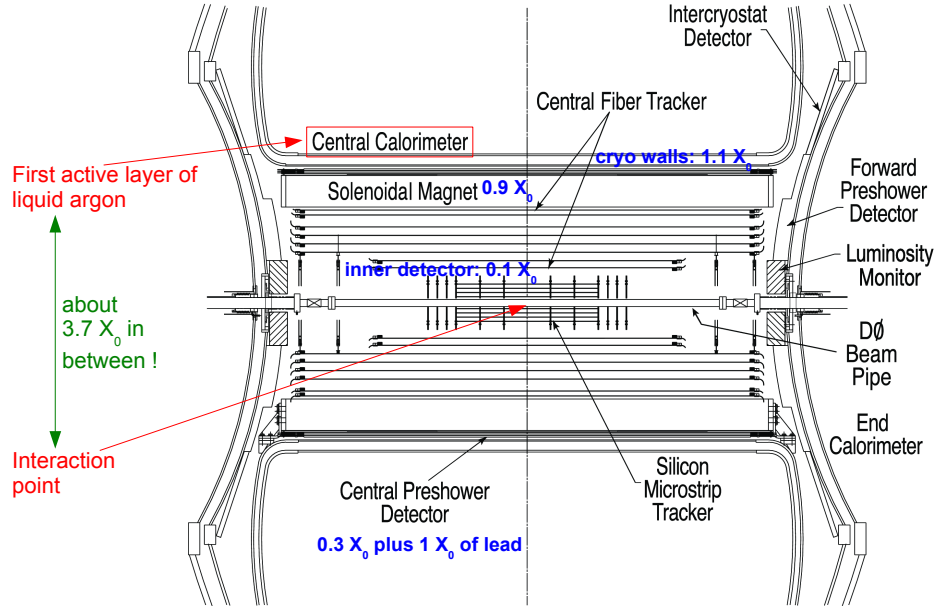 Intercryostat
Detector
Central Fiber Tracker
Central Calorimeter
cryo walls: 1.1 X₀
First active layer of
liquid argon
Solenoidal Magnet 0.9 X₀
Forward
Preshower
Detector
Luminosity
Monitor
inner detector: 0.1 X₀
about
3.7 X₀ in
between !
DØ
Beam
Pipe
End
Calorimeter
Interaction
point
Silicon
Microstrip
Tracker
Central Preshower
Detector
0.3 X₀ plus 1 X₀ of lead